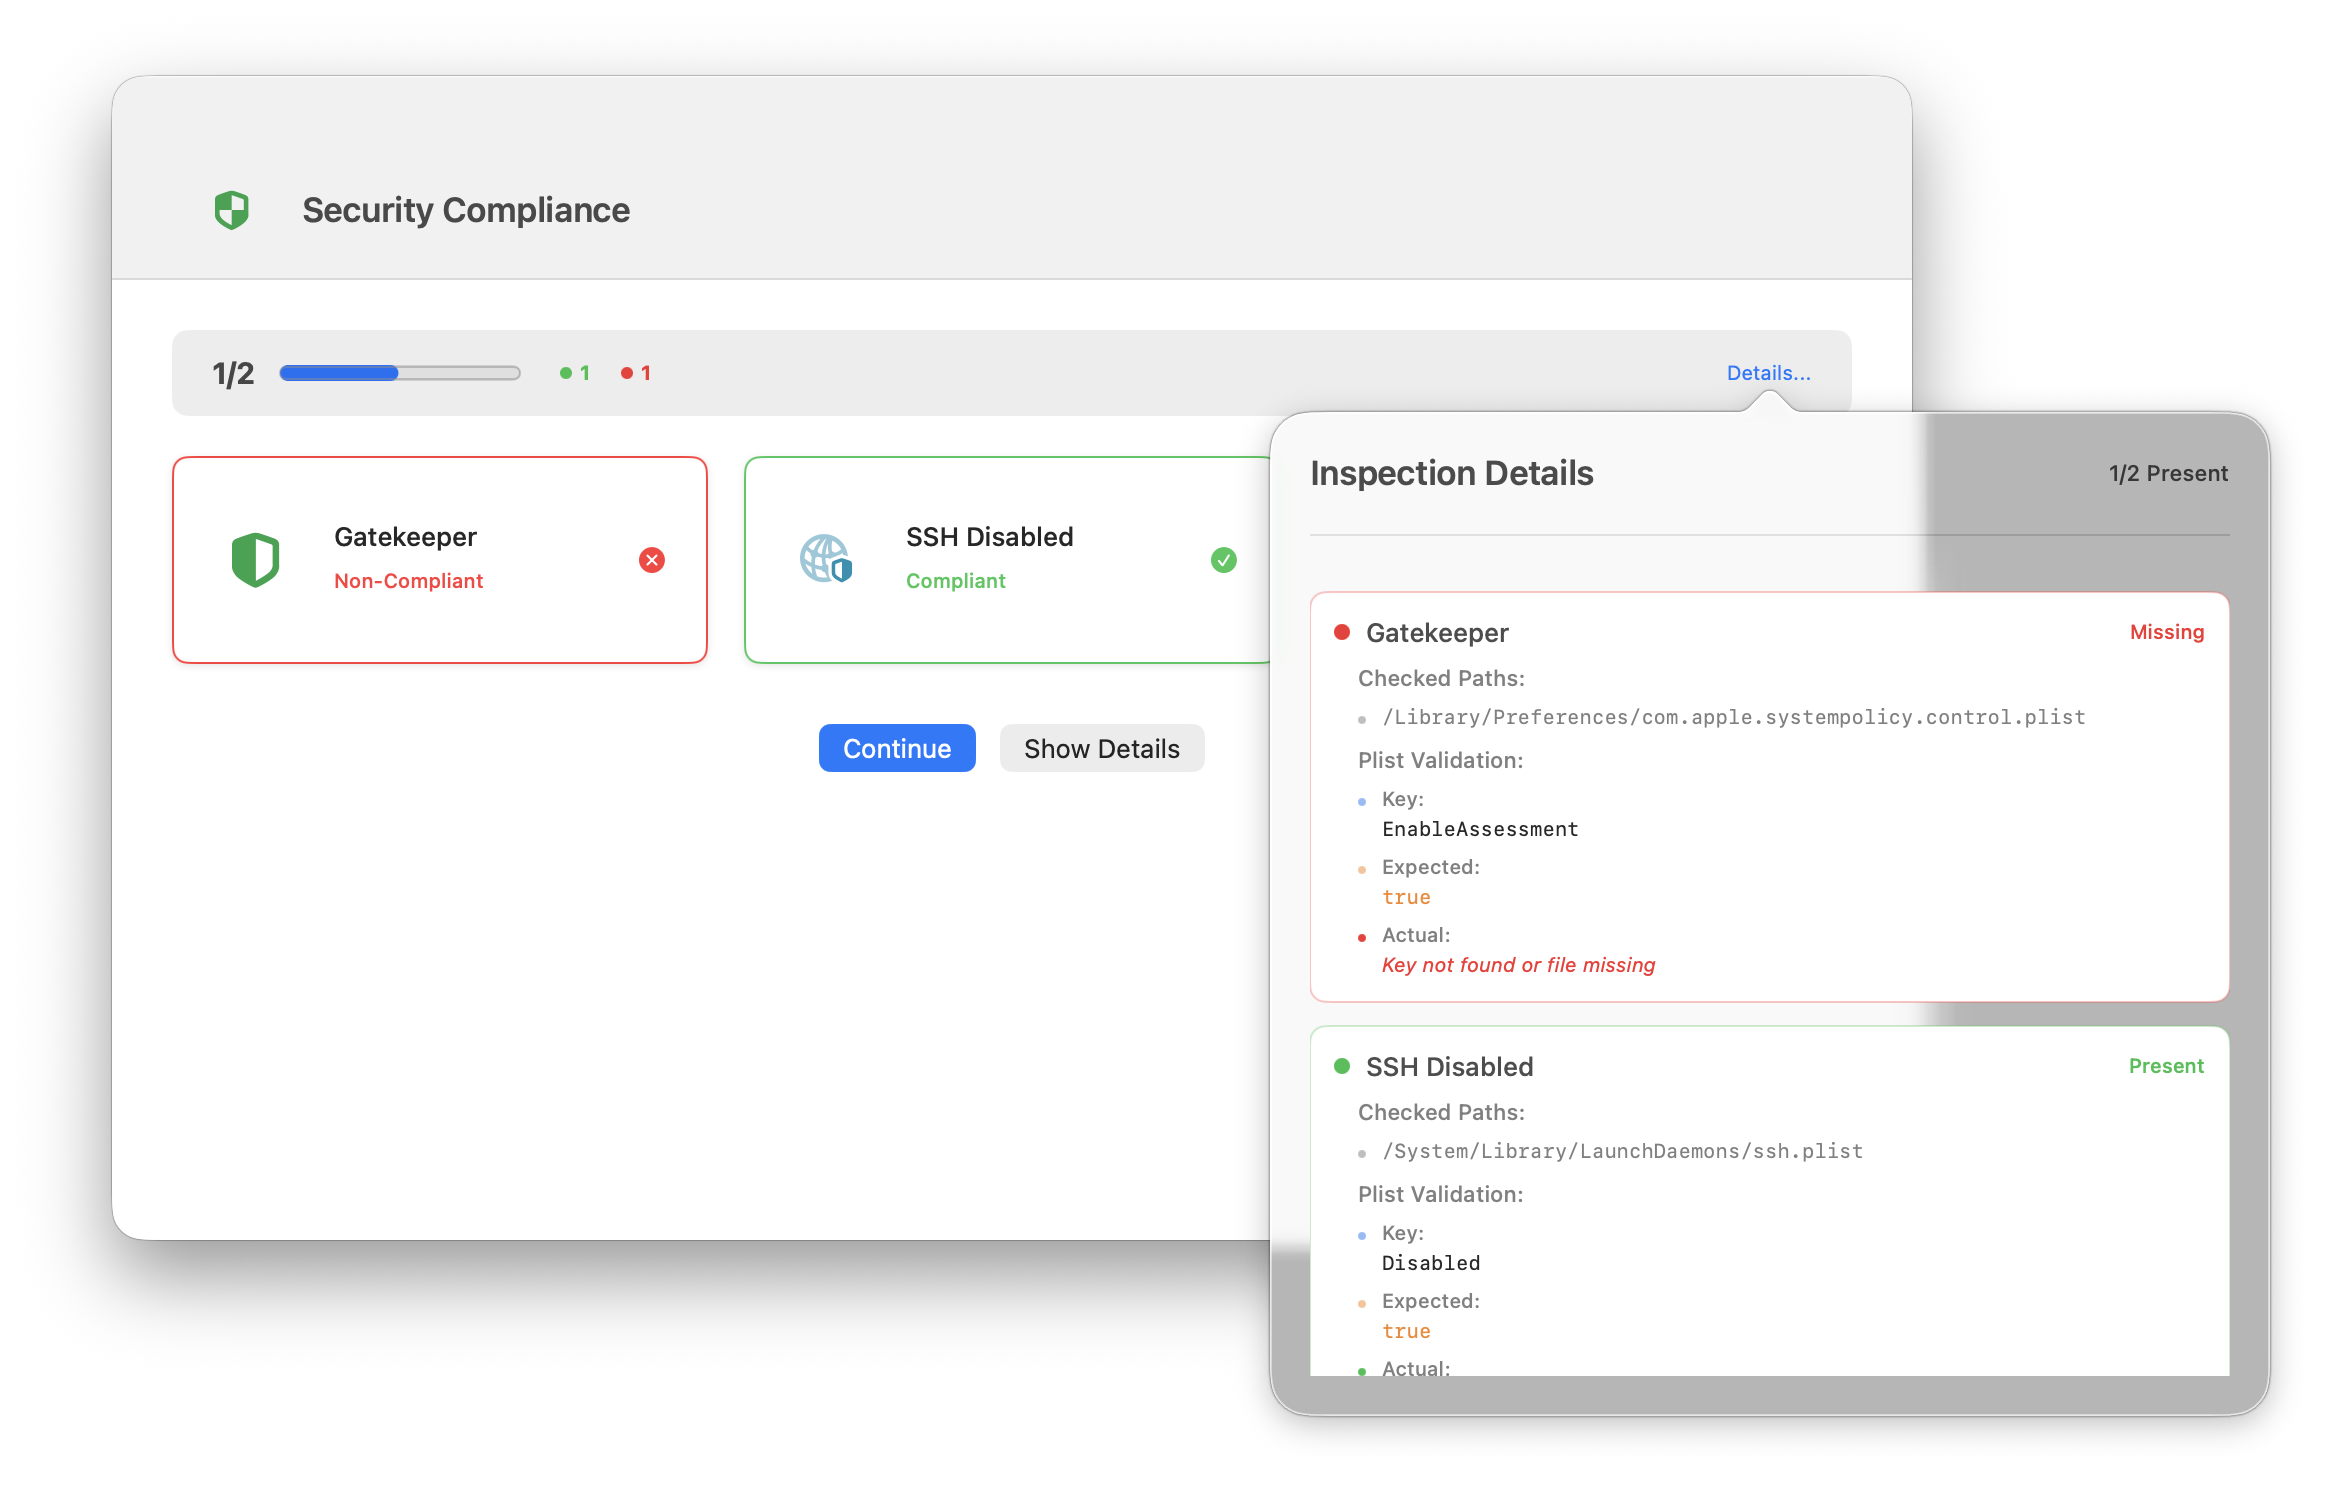 Security Compliance
1/2
1
1
Details...
Gatekeeper
Non-Compliant
SSH Disabled
Compliant
Continue
Show Details
Inspection Details
1/2 Present
Gatekeeper
Missing
Checked Paths:
/Library/Preferences/com.apple.systempolicy.control.plist
Plist Validation:
Key:
EnableAssessment
Expected:
true
Actual:
Key not found or file missing
SSH Disabled
Present
Checked Paths:
/System/Library/LaunchDaemons/ssh.plist
Plist Validation:
Key:
Disabled
Expected:
true
Actual: